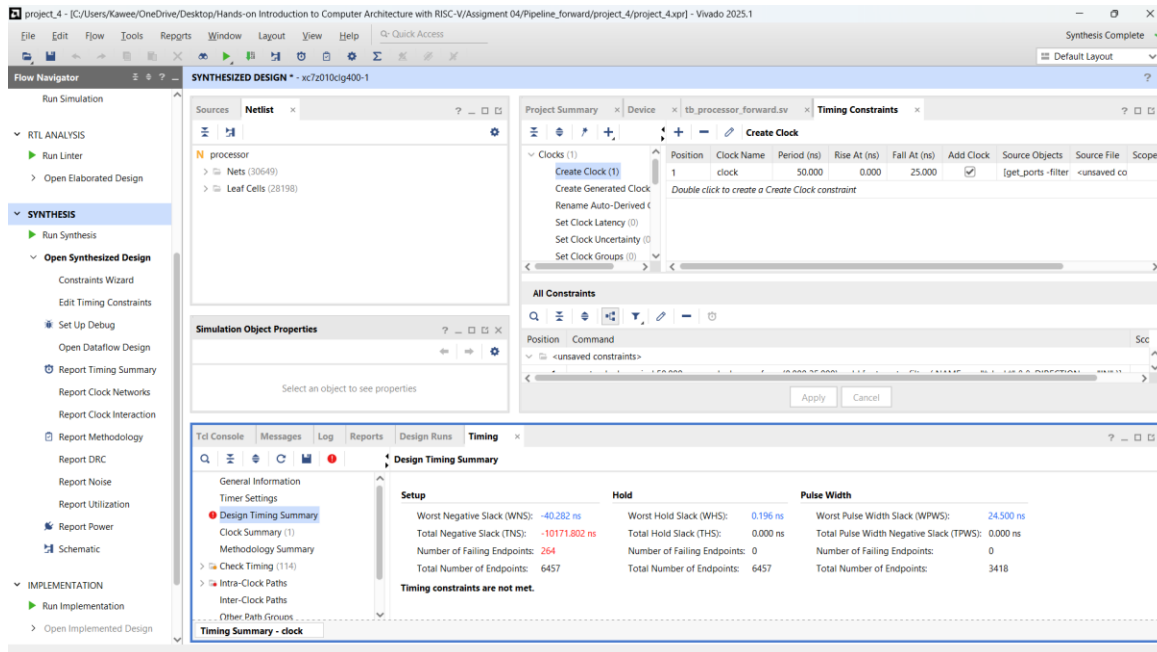 project_4 - [C:/Users/Kawee/OneDrive/Desktop/Hands-on Introduction to Computer Architecture with RISC-V/Assigment 04/Pipeline_forward/project_4/project_4.xpr] - Vivado 2025.1
File Edit Flow Tools Reports Window Layout View Help Quick Access
Synthesis Complete
Default Layout
Flow Navigator
SYNTHESIZED DESIGN * - xc7z010clg400-1
Run Simulation
RTL ANALYSIS
Run Linter
Open Elaborated Design
SYNTHESIS
Run Synthesis
Open Synthesized Design
Constraints Wizard
Edit Timing Constraints
Set Up Debug
Open Dataflow Design
Report Timing Summary
Report Clock Networks
Report Clock Interaction
Report Methodology
Report DRC
Report Noise
Report Utilization
Report Power
Schematic
IMPLEMENTATION
Run Implementation
Open Implemented Design
Sources Netlist
N processor
Nets (30649)
Leaf Cells (28198)
Simulation Object Properties
Select an object to see properties
Project Summary Device tb_processor_forward.sv Timing Constraints
Create Clock
Clocks (1)
Create Clock (1)
Create Generated Clock
Rename Auto-Derived
Set Clock Latency (0)
Set Clock Uncertainty (0
Set Clock Groups (0)
Position Clock Name Period (ns) Rise At (ns) Fall At (ns) Add Clock Source Objects Source File Scope
1 clock 50.000 0.000 25.000 [get_ports -filter <unsaved co
Double click to create a Create Clock constraint
All Constraints
Position Command
<unsaved constraints>
Apply Cancel
Tcl Console Messages Log Reports Design Runs Timing
Design Timing Summary
General Information
Timer Settings
Design Timing Summary
Clock Summary (1)
Methodology Summary
Check Timing (114)
Intra-Clock Paths
Inter-Clock Paths
Other Path Groups
Setup
Worst Negative Slack (WNS): -40.282 ns
Total Negative Slack (TNS): -10171.802 ns
Number of Failing Endpoints: 264
Total Number of Endpoints: 6457
Timing constraints are not met.
Hold
Worst Hold Slack (WHS): 0.196 ns
Total Hold Slack (THS): 0.000 ns
Number of Failing Endpoints: 0
Total Number of Endpoints: 6457
Pulse Width
Worst Pulse Width Slack (WPWS): 24.500 ns
Total Pulse Width Negative Slack (TPWS): 0.000 ns
Number of Failing Endpoints: 0
Total Number of Endpoints: 3418
Timing Summary - clock